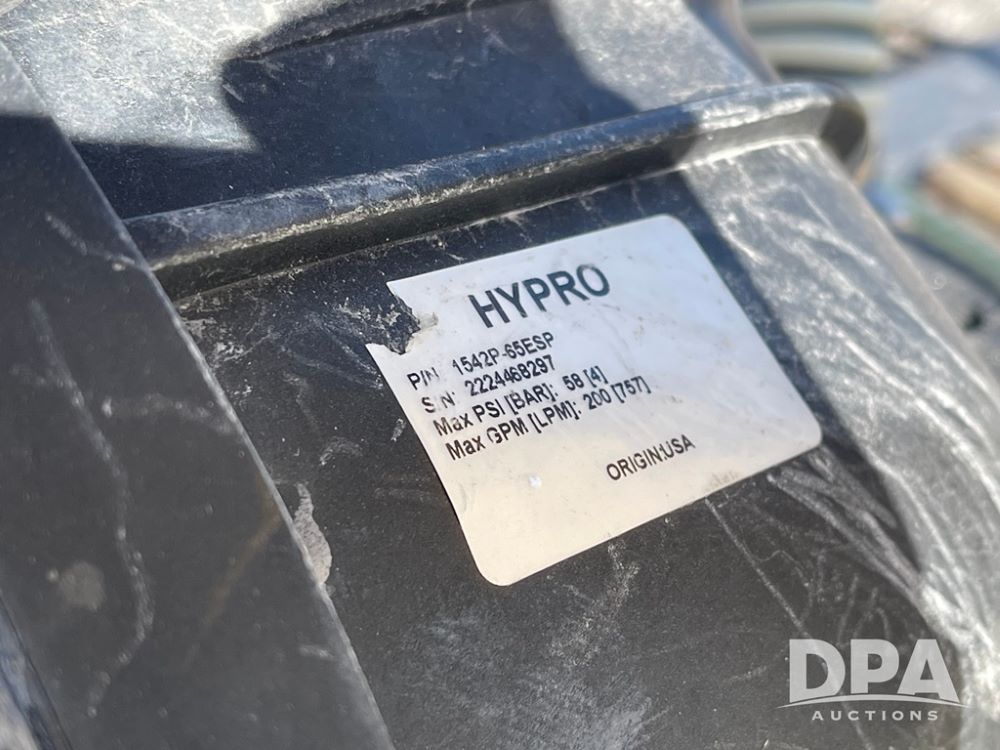 HYPRO
P/N: 1542P-65ESP
S/N: 2224468297
Max PSI [BAR]: 58 [4]
Max GPM [LPM]: 200 [757]
ORIGIN:USA
DPA
AUCTIONS